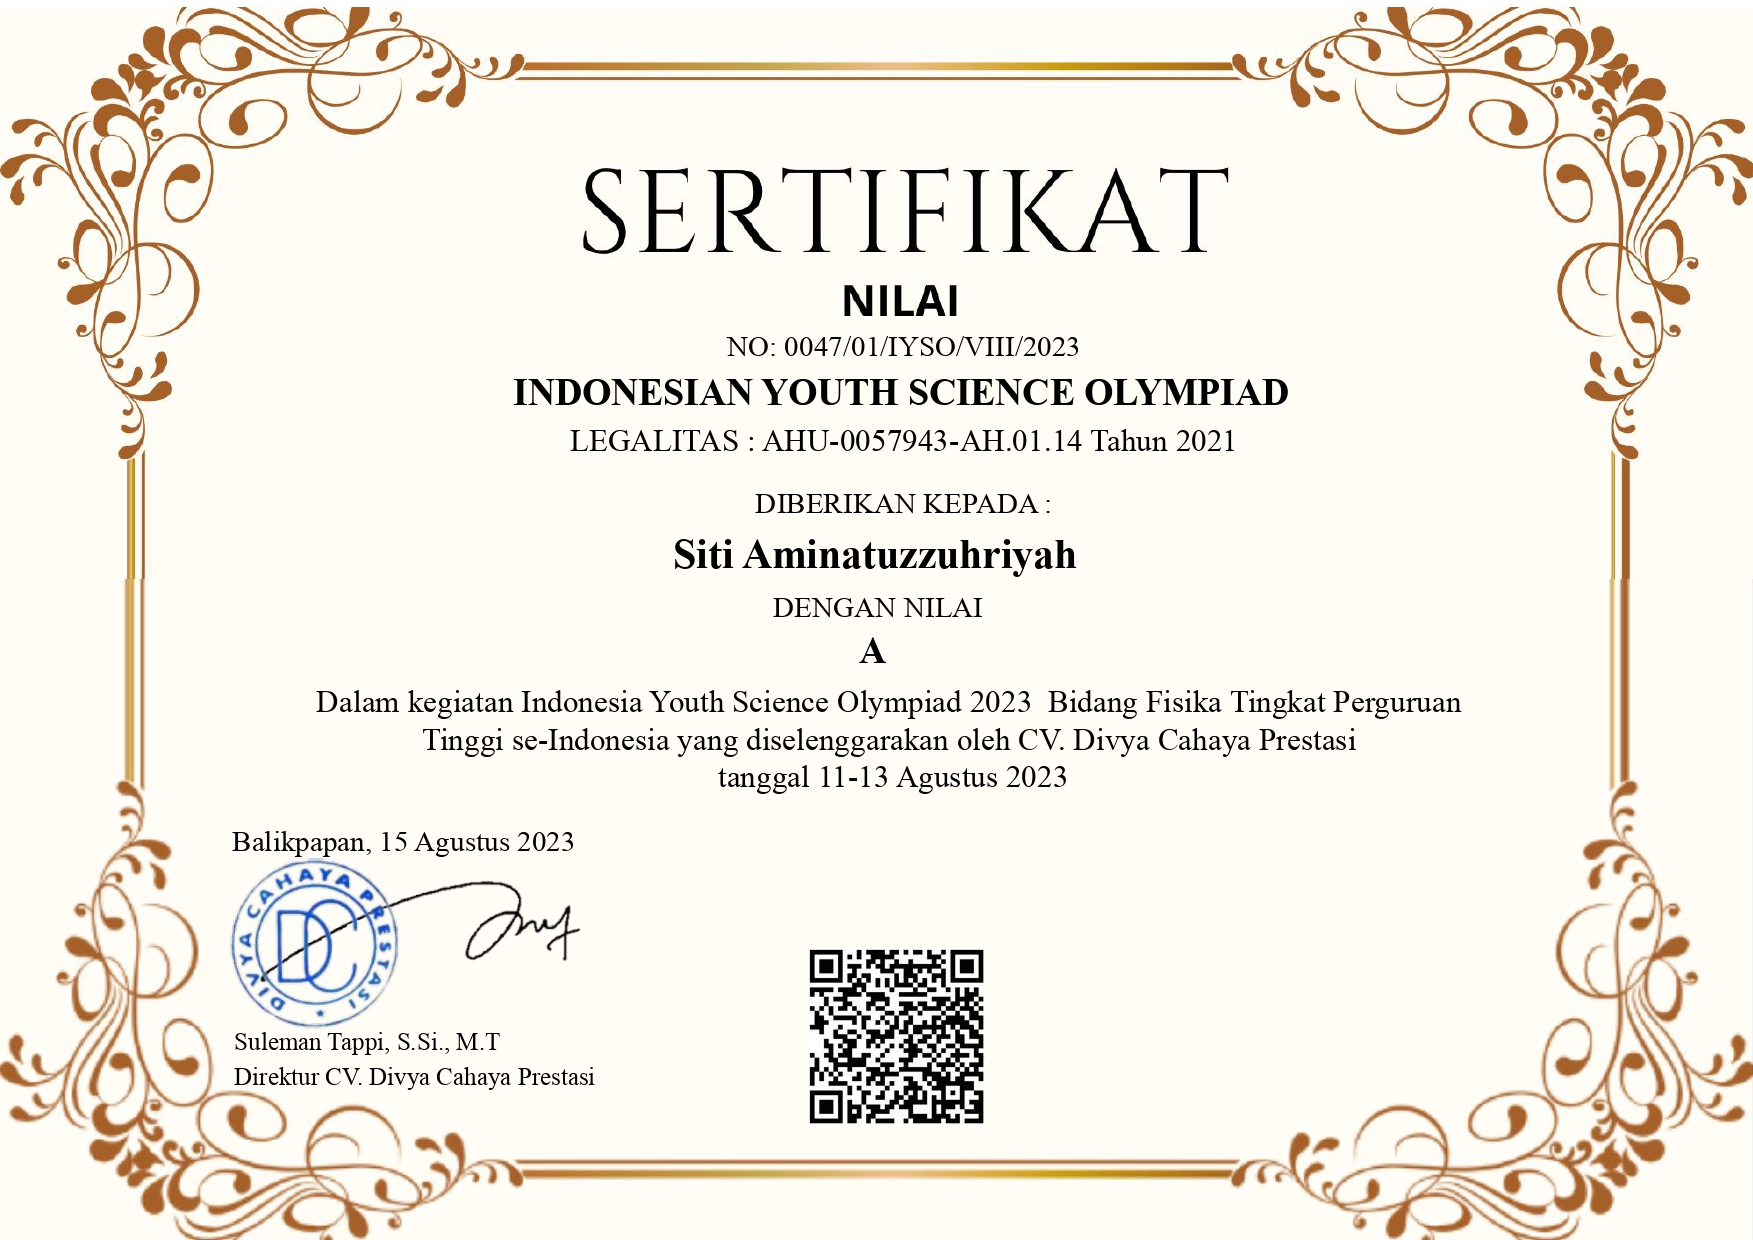 SERTIFIKAT
NILAI
NO: 0047/01/IYSO/VIII/2023
INDONESIAN YOUTH SCIENCE OLYMPIAD
LEGALITAS : AHU-0057943-AH.01.14 Tahun 2021
DIBERIKAN KEPADA :
Siti Aminatuzzuhriyah
DENGAN NILAI
A
Dalam kegiatan Indonesia Youth Science Olympiad 2023 Bidang Fisika Tingkat Perguruan
Tinggi se-Indonesia yang diselenggarakan oleh CV. Divya Cahaya Prestasi
tanggal 11-13 Agustus 2023
Balikpapan, 15 Agustus 2023
DIVYA CAHAYA PRESTASI
DC
Suleman Tappi, S.Si., M.T
Direktur CV. Divya Cahaya Prestasi